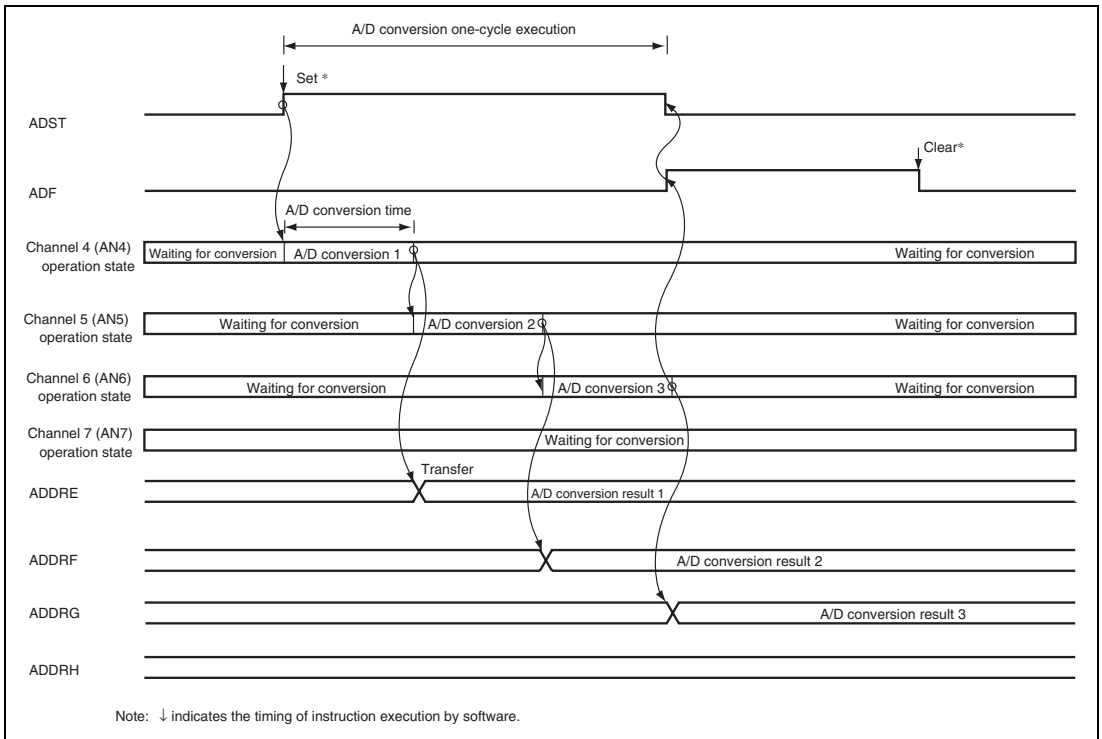 A/D conversion one-cycle execution
Set *
ADST
Clear*
ADF
A/D conversion time
Channel 4 (AN4)
operation state
Waiting for conversion
A/D conversion 1
Waiting for conversion
Channel 5 (AN5)
operation state
Waiting for conversion
A/D conversion 2
Waiting for conversion
Channel 6 (AN6)
operation state
Waiting for conversion
A/D conversion 3
Waiting for conversion
Channel 7 (AN7)
operation state
Waiting for conversion
Transfer
ADDRE
A/D conversion result 1
ADDRF
A/D conversion result 2
ADDRG
A/D conversion result 3
ADDRH
Note: ↓ indicates the timing of instruction execution by software.